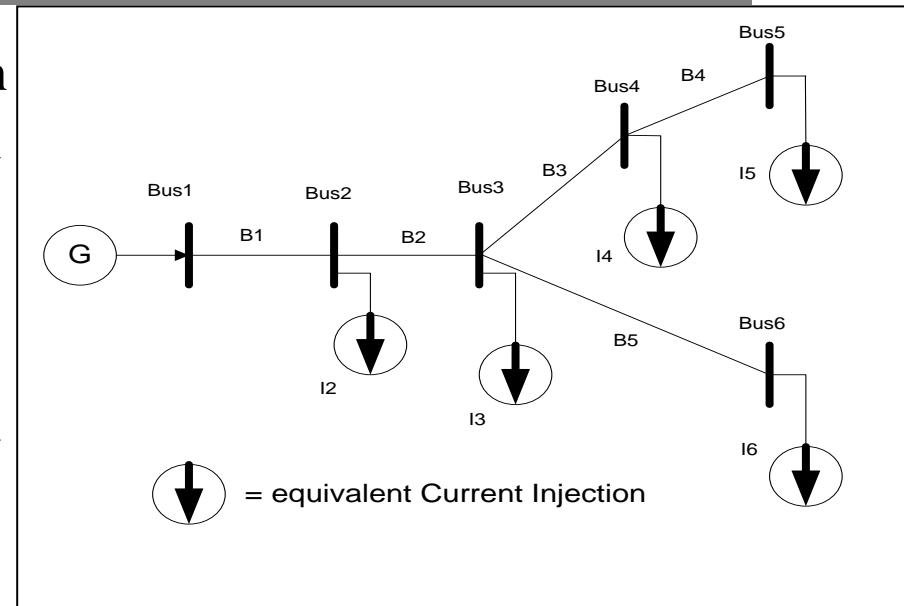 Bus5
B4
Bus4
B3
I5
Bus1
Bus2
Bus3
B1
B2
G
I4
Bus6
B5
I2
I3
I6
= equivalent Current Injection